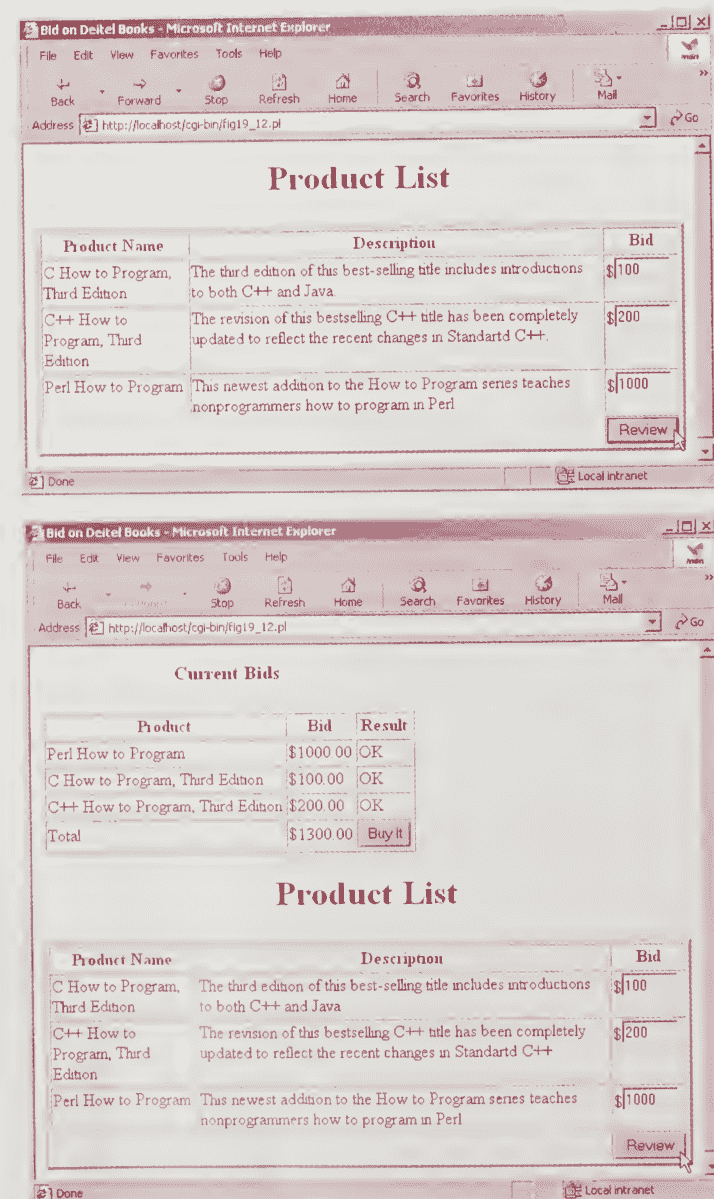 Bid on Deitel Books - Microsoft Internet Explorer
File Edit View Favorites Tools Help
Back Forward Stop Refresh Home Search Favorites History Mail
Address http://localhost/cgi-bin/fig19_12.pl Go
Product List
Product Name Description Bid
C How to Program, The third edition of this best-selling title includes introductions $ 100
Third Edition to both C++ and Java.
C++ How to The revision of this bestselling C++ title has been completely $ 200
Program, Third updated to reflect the recent changes in Standartd C++.
Edition
Perl How to Program This newest addition to the How to Program series teaches $ 1000
nonprogrammers how to program in Perl
Review
Done Local intranet
Bid on Deitel Books - Microsoft Internet Explorer
File Edit View Favorites Tools Help
Back Stop Refresh Home Search Favorites History Mail
Address http://localhost/cgi-bin/fig19_12.pl Go
Current Bids
Product Bid Result
Perl How to Program $1000.00 OK
C How to Program, Third Edition $100.00 OK
C++ How to Program, Third Edition $200.00 OK
Total $1300.00 Buy It
Product List
Product Name Description Bid
C How to Program, The third edition of this best-selling title includes introductions $ 100
Third Edition to both C++ and Java
C++ How to The revision of this bestselling C++ title has been completely $ 200
Program, Third updated to reflect the recent changes in Standartd C++
Edition
Perl How to Program This newest addition to the How to Program series teaches $ 1000
nonprogrammers how to program in Perl
Review
Done Local intranet